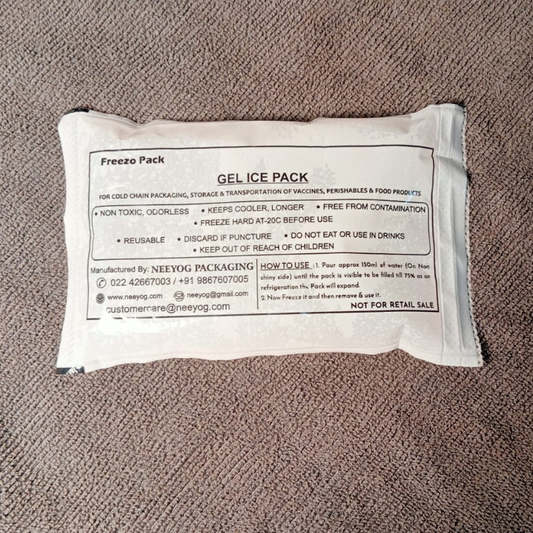 Freezo Pack
GEL ICE PACK
FOR COLD CHAIN PACKAGING, STORAGE & TRANSPORTATION OF VACCINES, PERISHABLES & FOOD PRODUCTS
• NON TOXIC, ODORLESS • KEEPS COOLER, LONGER • FREE FROM CONTAMINATION
• FREEZE HARD AT-20C BEFORE USE
• REUSABLE • DISCARD IF PUNCTURE • DO NOT EAT OR USE IN DRINKS
• KEEP OUT OF REACH OF CHILDREN
Manufactured By: NEEYOG PACKAGING
022 42667003 / +91 9867607005
www.neeyog.com neeyog@gmail.com
customercare@neeyog.com
HOW TO USE :1. Pour approx 150ml of water (On Non
shiny side) until the pack is visible to be filled till 75% as on
refrigeration the Pack will expand.
2. Now Freeze it and then remove & use it.
NOT FOR RETAIL SALE